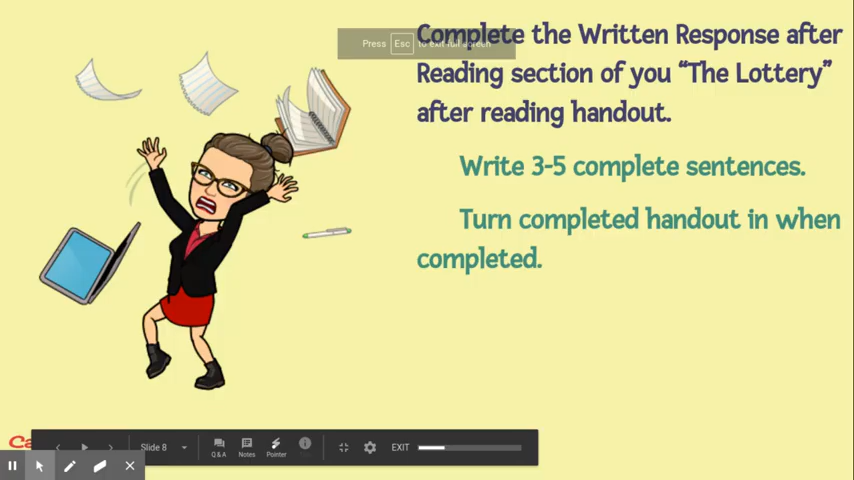 Complete the Written Response after
Press Esc to exit full screen
Reading section of you “The Lottery”
after reading handout.
Write 3-5 complete sentences.
Turn completed handout in when
completed.
Ca
Slide 8
Q&A
Notes
Pointer
EXIT